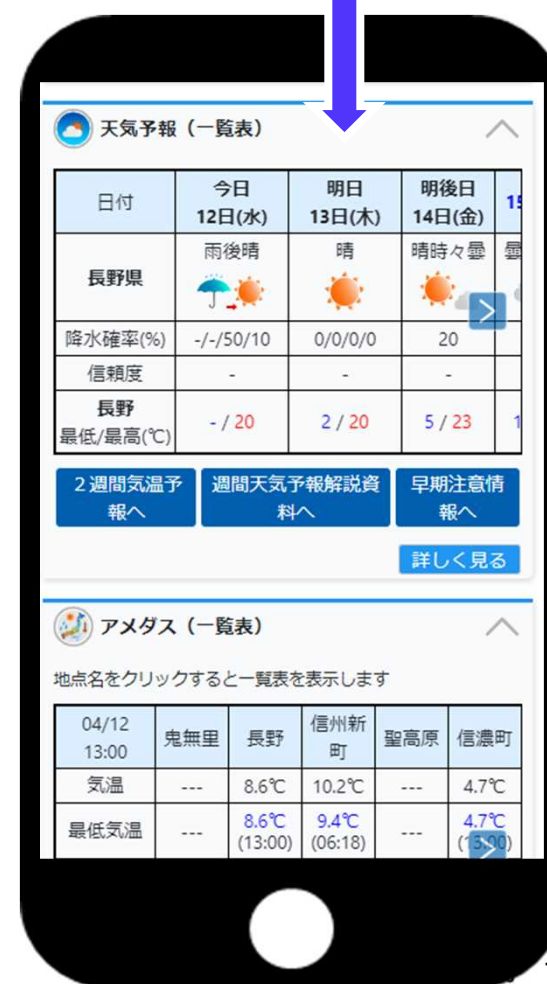 天気予報（一覧表）
日付 今日 12日(水) 明日 13日(木) 明後日 14日(金)
長野県 雨後晴 晴 晴時々曇 曇
降水確率(%) -/-/50/10 0/0/0/0 20
信頼度 - - -
長野 最低/最高(℃) - / 20 2 / 20 5 / 23
２週間気温予報へ 週間天気予報解説資料へ 早期注意情報へ
詳しく見る
アメダス（一覧表）
地点名をクリックすると一覧表を表示します
04/12 13:00 鬼無里 長野 信州新町 聖高原 信濃町
気温 --- 8.6℃ 10.2℃ --- 4.7℃
最低気温 --- 8.6℃ (13:00) 9.4℃ (06:18) --- 4.7℃ (13:00)